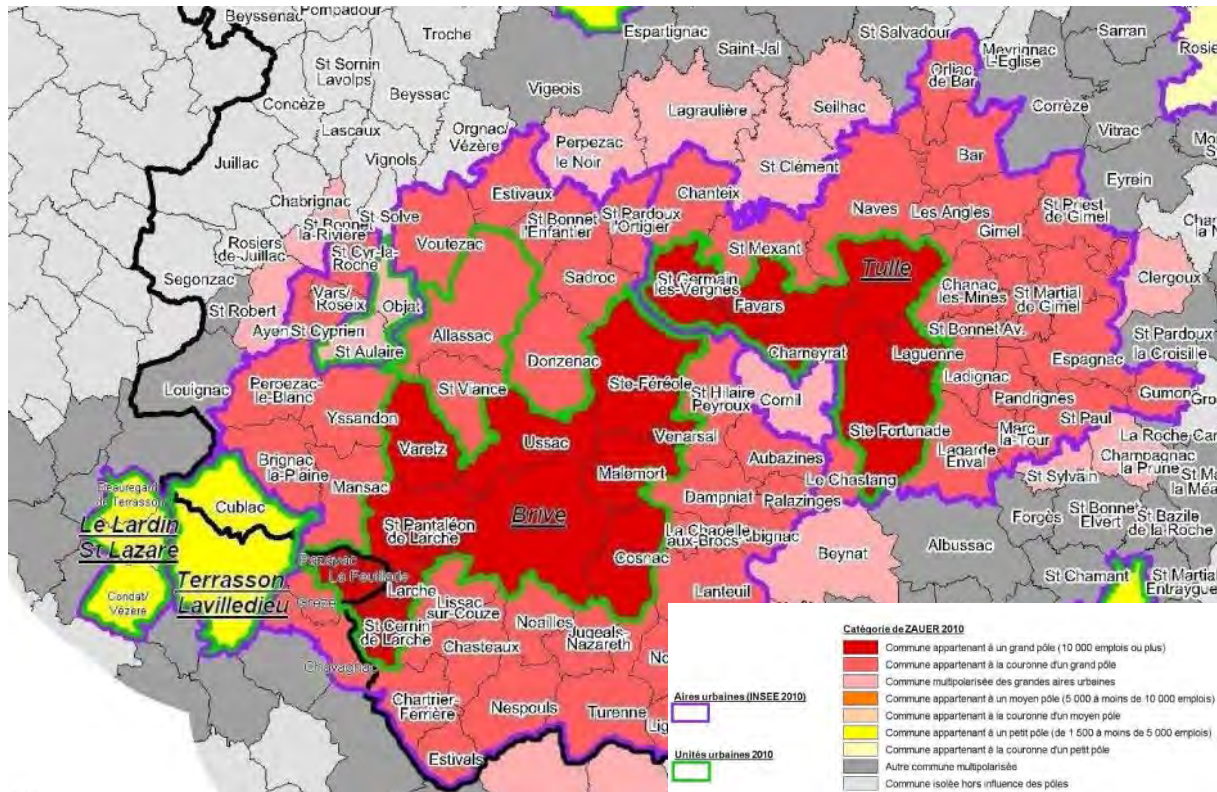 Pompadour
Beyssenac
Troche
Espartignac
Saint-Jal
St Salvadour
Meyrignac
L'Eglise
Sarran
Rosie
St Sornin
Lavolps
Beyssac
Vigeois
Orliac
de Bar
Concèze
Lagraulière
Seilhac
Corrèze
Lascaux
Orgnac/
Vézère
Perpezac
le Noir
Vitrac
Juillac
Vignols
St Clément
Bar
Eyrein
Chabrignac
Estivaux
Chanteix
St Bonnet
la-Rivière
St Solve
St Bonnet
l'Enfantier
St Pardoux
l'Ortigier
Naves
Les Angles
St Priest
de Gimel
Rosiers
de-Juillac
St Cyr-la-
Roche
Voutezac
St Mexant
Gimel
Segonzac
Sadroc
St Germain
les-Vergnes
Tulle
Clergoux
St Robert
Vars/
Roseix
Objat
Favars
Chanac
les-Mines
St Martial
de Gimel
Ayen
St Cyprien
Allassac
St Bonnet Av.
St Pardoux
la Croisille
St Aulaire
Donzenac
Charneyrat
Laguenne
Espagnac
Louignac
Perpezac-
le-Blanc
St Viance
Ste-Féréole
St Hilaire
Peyroux
Cornil
Ladignac
Pandrignes
Gumon
Gro
Yssandon
Varetz
Ussac
Venarsal
Ste Fortunade
Marc
la-Tour
St Paul
La Roche Can
Brignac
la-Plaine
Mansac
Malemort
Aubazines
Lagarde
Enval
Champagnac
la Prune
Beauregard
de Terrasson
Cublac
Le Chastang
St Sylvain
St Ma
la Méa
Le Lardin
St Lazare
Brive
Dampniat
Palazinges
St Pantaléon
de Larche
La Chapelle
aux-Brocs
Albignac
Forgès
St Bonnet
Elvert
St Bazile
de la Roche
Pazayac
La Feuillade
Cosnac
Beynat
Albussac
Terrasson
Lavilledieu
Condat/
Vézère
Larche
Grèze
Lissac
sur-Couze
Lanteuil
St Chamant
St Martial
Entraygue
St Cernin
de Larche
Noailles
Jugeals-
Nazareth
Chasteaux
Chavagnac
No
Chartrier-
Ferrière
Nespouls
Turenne
Lig
Estivals
Aires urbaines (INSEE 2010)
Unités urbaines 2010
Catégorie de ZAUER 2010
Commune appartenant à un grand pôle (10 000 emplois ou plus)
Commune appartenant à la couronne d'un grand pôle
Commune multipolarisée des grandes aires urbaines
Commune appartenant à un moyen pôle (5 000 à moins de 10 000 emplois)
Commune appartenant à la couronne d'un moyen pôle
Commune appartenant à un petit pôle (de 1 500 à moins de 5 000 emplois)
Commune appartenant à la couronne d'un petit pôle
Autre commune multipolarisée
Commune isolée hors influence des pôles